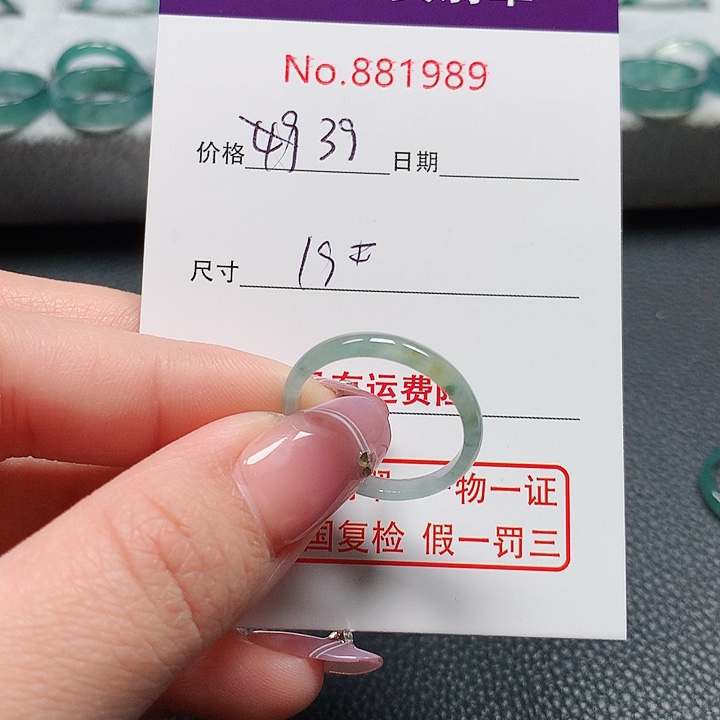 No.881989
价格 49 39 日期
尺寸 19
运费
物一证
国复检 假一罚三